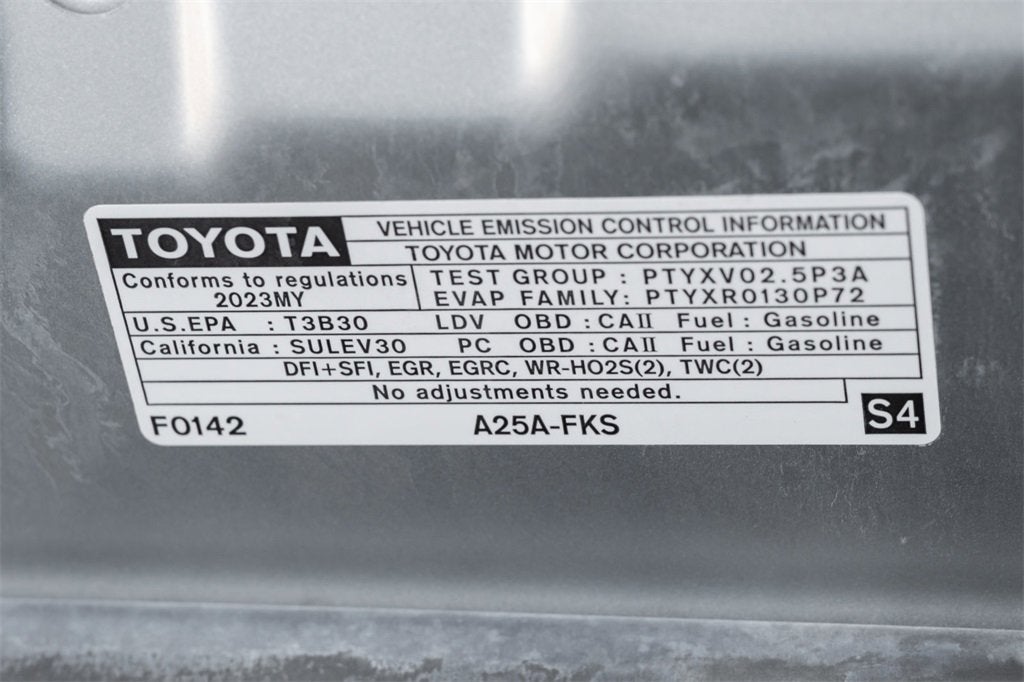 TOYOTA
VEHICLE EMISSION CONTROL INFORMATION
TOYOTA MOTOR CORPORATION
Conforms to regulations
2023MY
TEST GROUP : PTYXV02.5P3A
EVAP FAMILY: PTYXR0130P72
U.S.EPA : T3B30 LDV OBD : CAII Fuel : Gasoline
California : SULEV30 PC OBD : CAII Fuel : Gasoline
DFI+SFI, EGR, EGRC, WR-HO2S(2), TWC(2)
No adjustments needed.
F0142 A25A-FKS S4